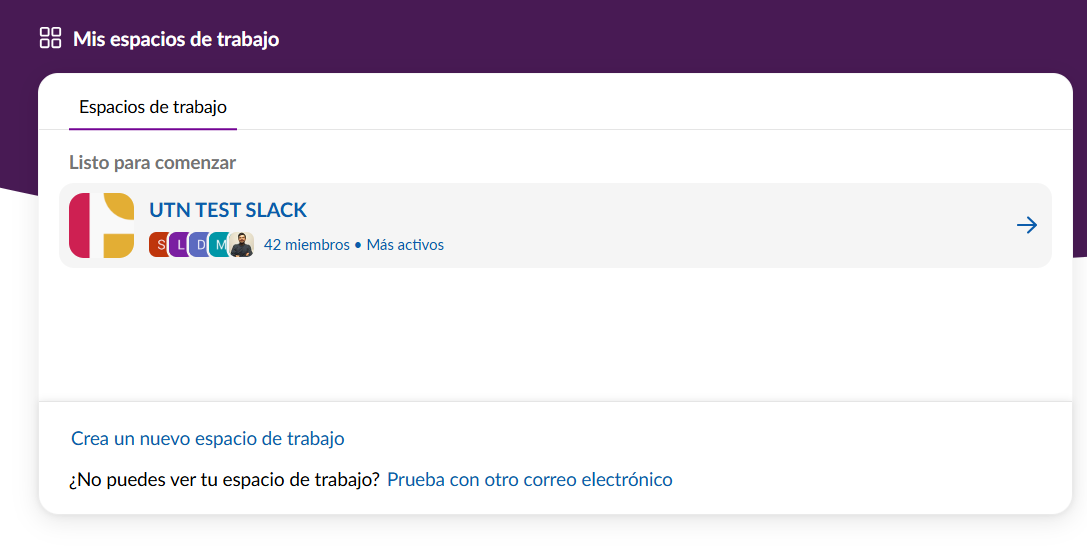 Mis espacios de trabajo
Espacios de trabajo
Listo para comenzar
UTN TEST SLACK
S L D M 42 miembros • Más activos
Crea un nuevo espacio de trabajo
¿No puedes ver tu espacio de trabajo? Prueba con otro correo electrónico